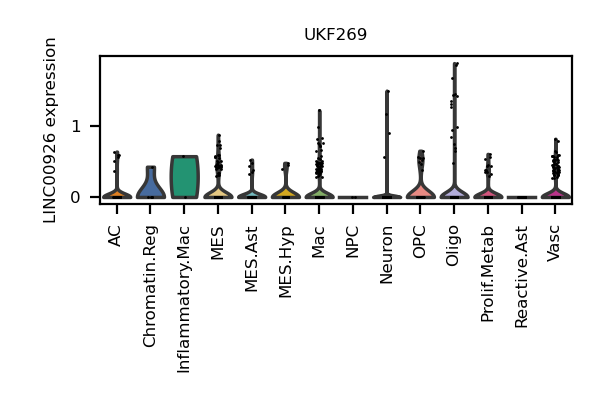 UKF269
LINC00926 expression
1
0
AC
Chromatin.Reg
Inflammatory.Mac
MES
MES.Ast
MES.Hyp
Mac
NPC
Neuron
OPC
Oligo
Prolif.Metab
Reactive.Ast
Vasc